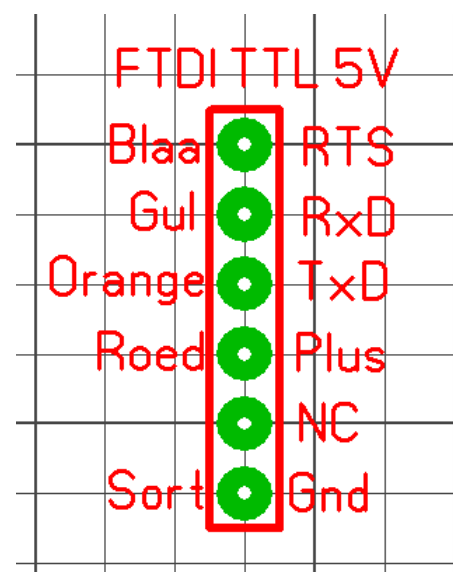 FTDI TTL 5V
Blaa RTS
Gul RxD
Orange TxD
Roed Plus
NC
Sort Gnd